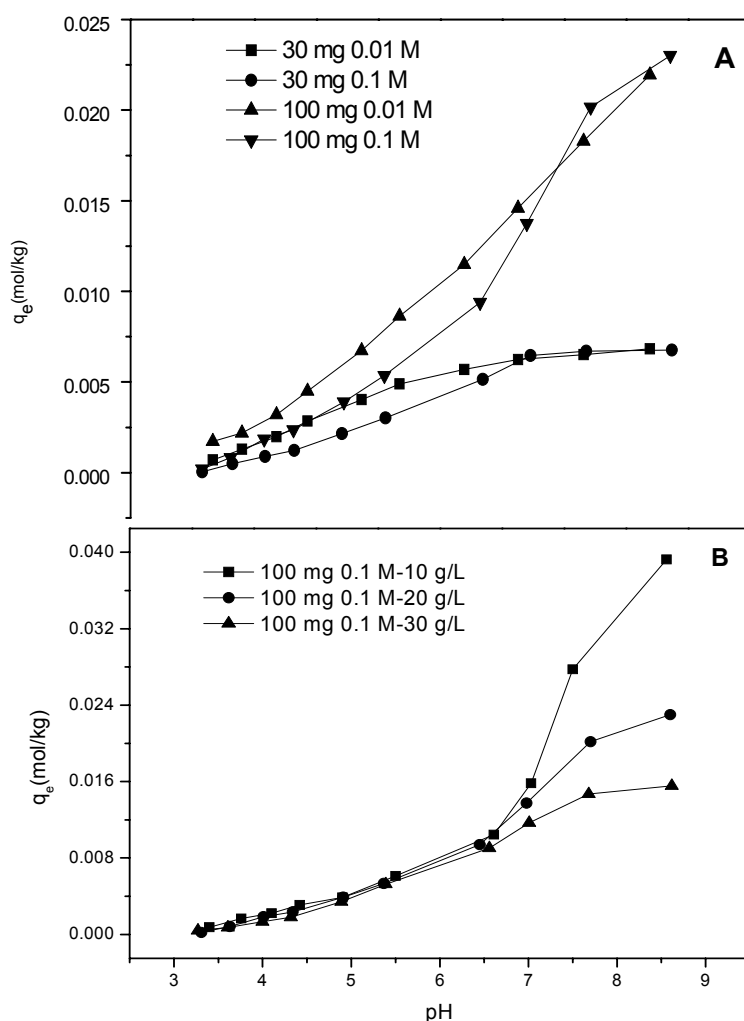 0.025
A
30 mg 0.01 M
30 mg 0.1 M
100 mg 0.01 M
100 mg 0.1 M
0.020
0.015
0.010
0.005
0.000
qe(mol/kg)
B
0.040
100 mg 0.1 M-10 g/L
100 mg 0.1 M-20 g/L
100 mg 0.1 M-30 g/L
0.032
0.024
0.016
0.008
0.000
qe(mol/kg)
3 4 5 6 7 8 9
pH